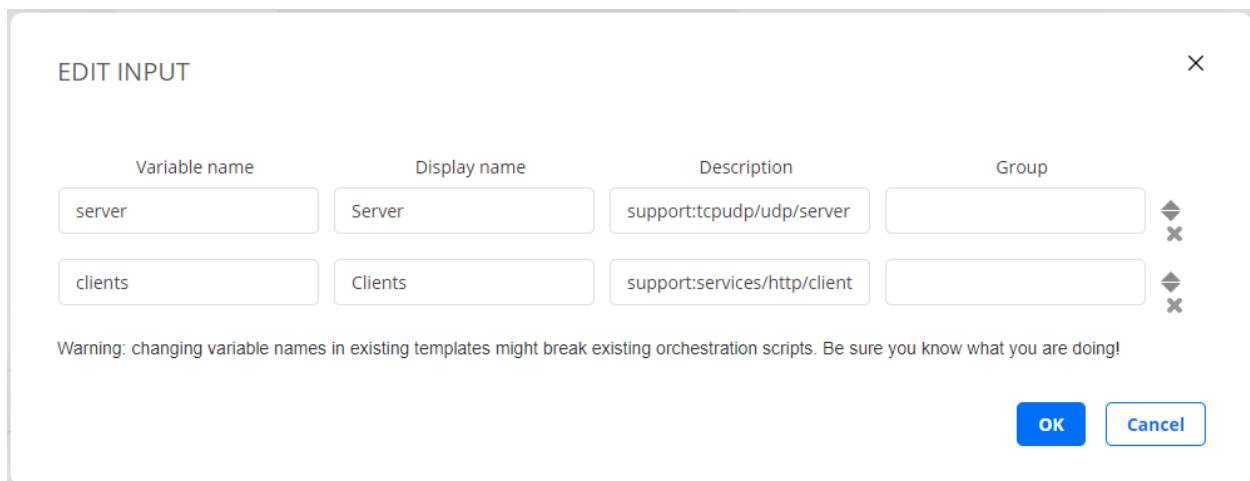 EDIT INPUT
Variable name Display name Description Group
server Server support:tcpudp/udp/server
clients Clients support:services/http/client
Warning: changing variable names in existing templates might break existing orchestration scripts. Be sure you know what you are doing!
OK Cancel